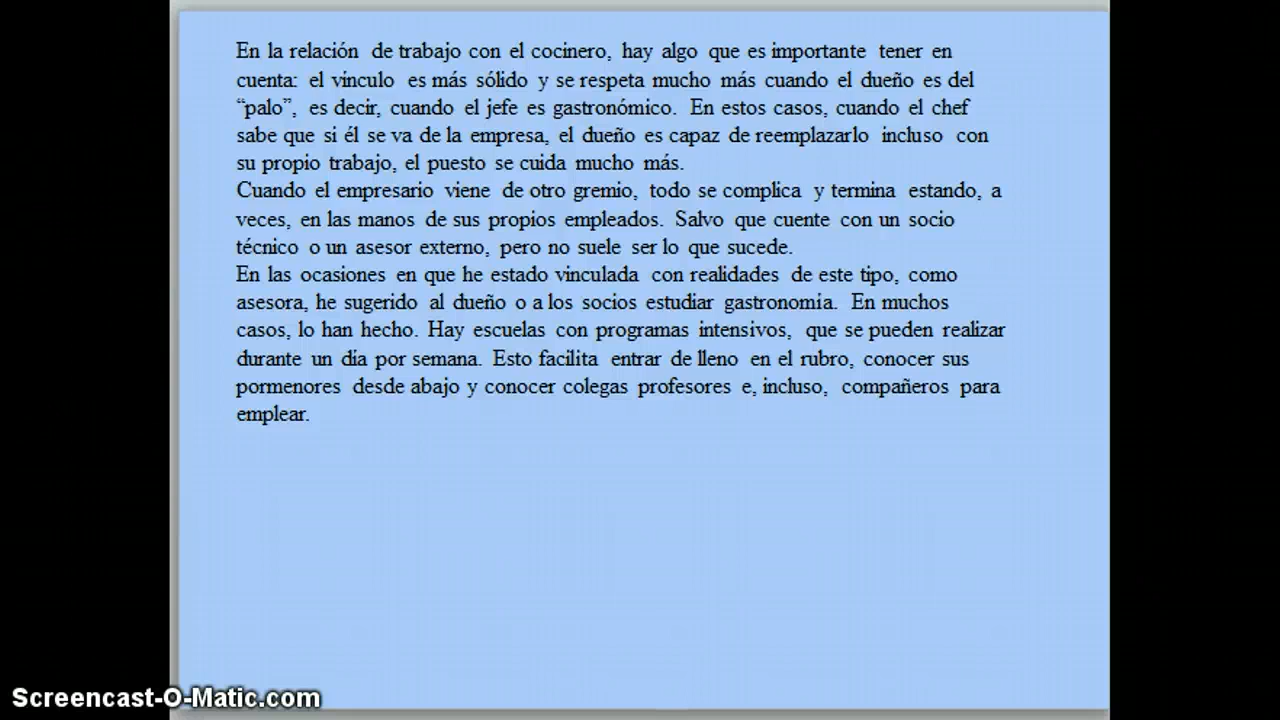 En la relación de trabajo con el cocinero, hay algo que es importante tener en
cuenta: el vínculo es más sólido y se respeta mucho más cuando el dueño es del
“palo”, es decir, cuando el jefe es gastronómico. En estos casos, cuando el chef
sabe que si él se va de la empresa, el dueño es capaz de reemplazarlo incluso con
su propio trabajo, el puesto se cuida mucho más.
Cuando el empresario viene de otro gremio, todo se complica y termina estando, a
veces, en las manos de sus propios empleados. Salvo que cuente con un socio
técnico o un asesor externo, pero no suele ser lo que sucede.
En las ocasiones en que he estado vinculada con realidades de este tipo, como
asesora, he sugerido al dueño o a los socios estudiar gastronomía. En muchos
casos, lo han hecho. Hay escuelas con programas intensivos, que se pueden realizar
durante un día por semana. Esto facilita entrar de lleno en el rubro, conocer sus
pormenores desde abajo y conocer colegas profesores e, incluso, compañeros para
emplear.
Screencast-O-Matic.com